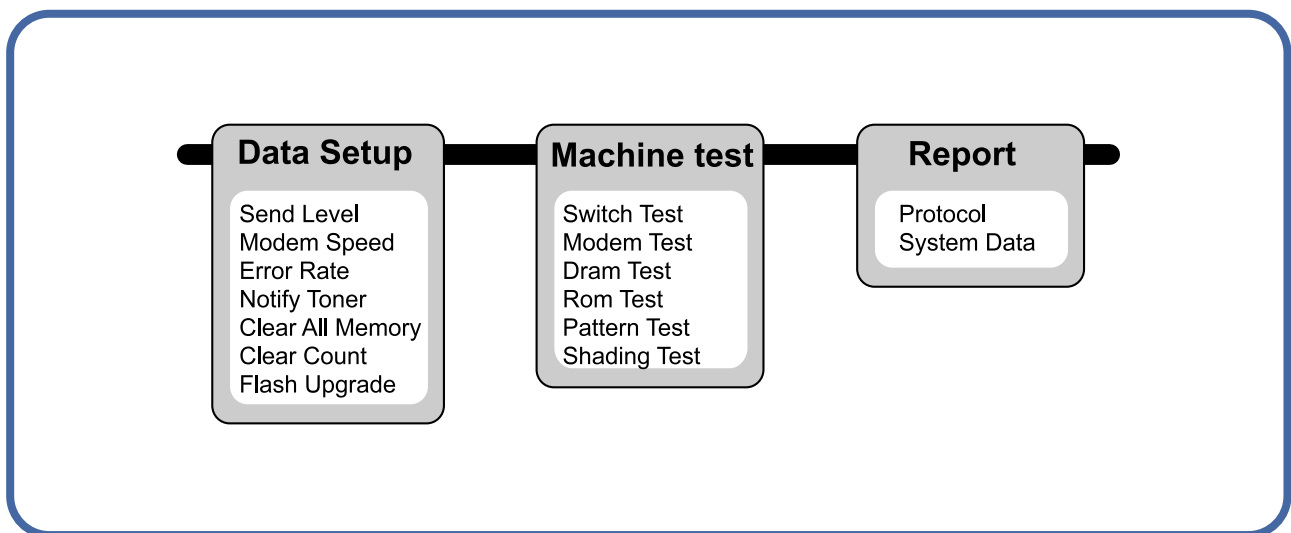 Data Setup
Send Level
Modem Speed
Error Rate
Notify Toner
Clear All Memory
Clear Count
Flash Upgrade
Machine test
Switch Test
Modem Test
Dram Test
Rom Test
Pattern Test
Shading Test
Report
Protocol
System Data